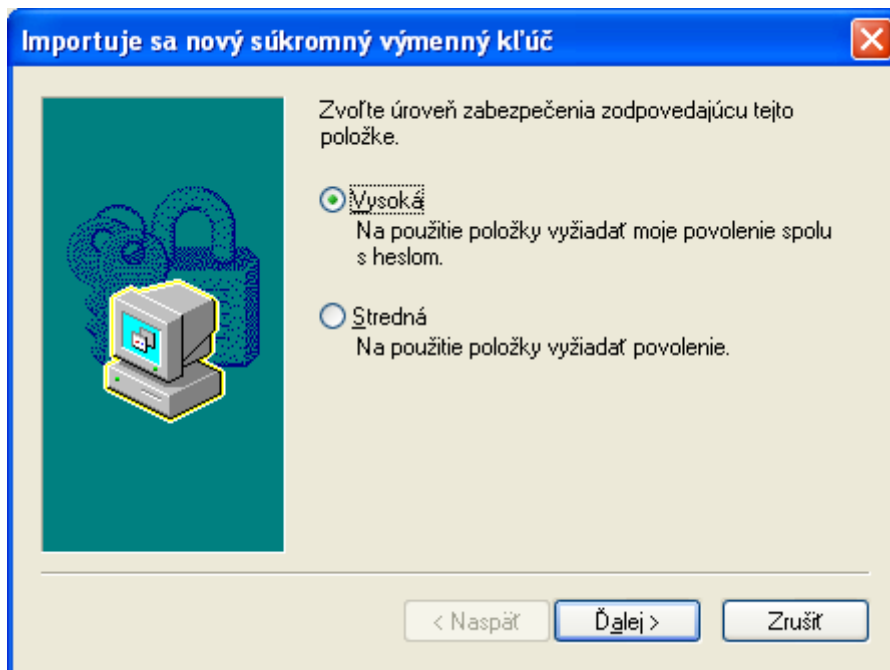 Importuje sa nový súkromný výmenný kľúč
Zvoľte úroveň zabezpečenia zodpovedajúcu tejto
položke.
Vysoká
Na použitie položky vyžiadať moje povolenie spolu
s heslom.
Stredná
Na použitie položky vyžiadať povolenie.
< Naspäť
Ďalej >
Zrušiť